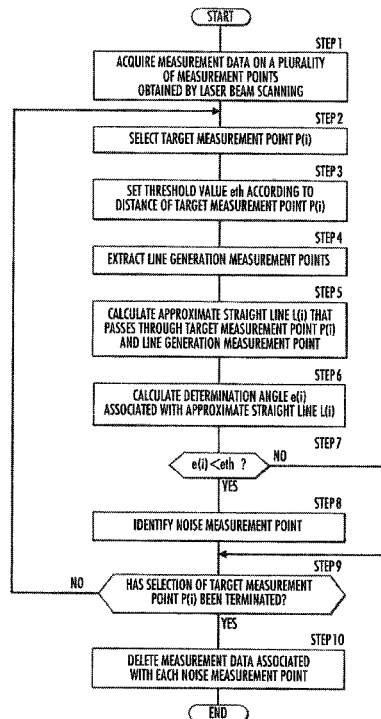 START
STEP 1
ACQUIRE MEASUREMENT DATA ON A PLURALITY
OF MEASUREMENT POINTS
OBTAINED BY LASER BEAM SCANNING
STEP 2
SELECT TARGET MEASUREMENT POINT P(i)
STEP 3
SET THRESHOLD VALUE eth ACCORDING TO
DISTANCE OF TARGET MEASUREMENT POINT P(i)
STEP 4
EXTRACT LINE GENERATION MEASUREMENT POINTS
STEP 5
CALCULATE APPROXIMATE STRAIGHT LINE L(i) THAT
PASSES THROUGH TARGET MEASUREMENT POINT P(i)
AND LINE GENERATION MEASUREMENT POINT
STEP 6
CALCULATE DETERMINATION ANGLE e(i)
ASSOCIATED WITH APPROXIMATE STRAIGHT LINE L(i)
STEP 7
e(i)<eth ?
NO
YES
STEP 8
IDENTIFY NOISE MEASUREMENT POINT
STEP 9
NO
HAS SELECTION OF TARGET MEASUREMENT
POINT P(i) BEEN TERMINATED?
YES
STEP 10
DELETE MEASUREMENT DATA ASSOCIATED
WITH EACH NOISE MEASUREMENT POINT
END